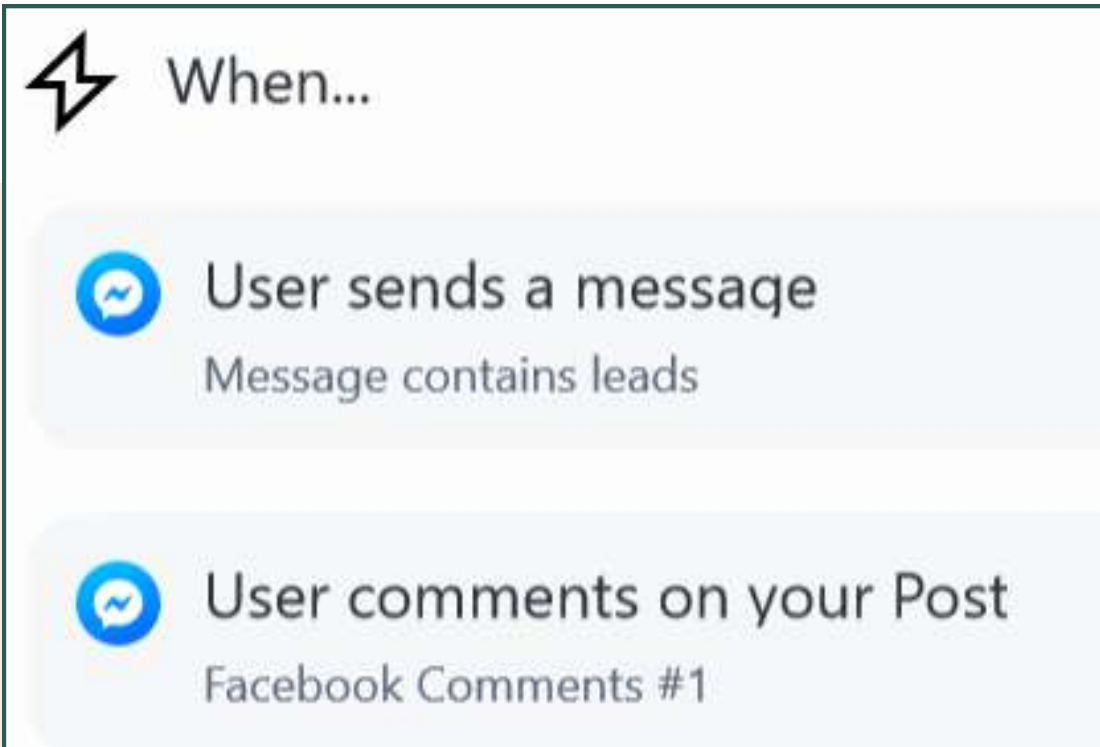 When...
User sends a message
Message contains leads
User comments on your Post
Facebook Comments #1